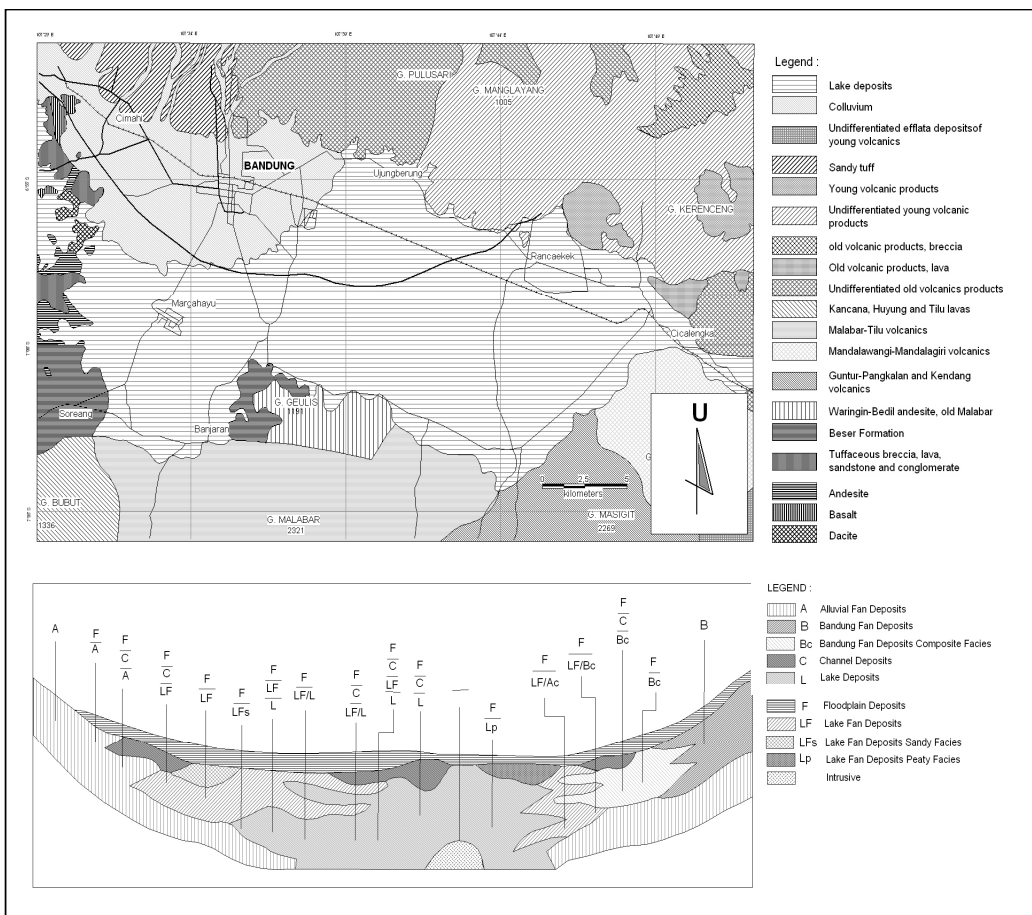 G. PULUSARI
G. MANGLAYANG
Cimahi
BANDUNG
Ujungberung
G. KERENCENG
Rancaekek
Margahayu
Cicalengka
G. GEULIS
1191
Soreang
Banjaran
U
0 2,5 5
kilometers
G. BUBUT
1336
G. MALABAR
2321
G. MASIGIT
2269
Legend :
Lake deposits
Colluvium
Undifferentiated efflata depositsof
young volcanics
Sandy tuff
Young volcanic products
Undifferentiated young volcanic
products
old volcanic products, breccia
Old volcanic products, lava
Undifferentiated old volcanics products
Kancana, Huyung and Tilu lavas
Malabar-Tilu volcanics
Mandalawangi-Mandalagiri volcanics
Guntur-Pangkalan and Kendang
volcanics
Waringin-Bedil andesite, old Malabar
Beser Formation
Tuffaceous breccia, lava,
sandstone and conglomerate
Andesite
Basalt
Dacite
A
F
A
F
C
A
F
C
LF
F
LF
F
LFs
F
LF
L
F
LF/L
F
C
LF/L
F
C
LF
L
F
C
L
F
Lp
F
LF/Ac
F
LF/Bc
F
C
Bc
F
Bc
B
LEGEND :
A Alluvial Fan Deposits
B Bandung Fan Deposits
Bc Bandung Fan Deposits Composite Facies
C Channel Deposits
L Lake Deposits
F Floodplain Deposits
LF Lake Fan Deposits
LFs Lake Fan Deposits Sandy Facies
Lp Lake Fan Deposits Peaty Facies
Intrusive